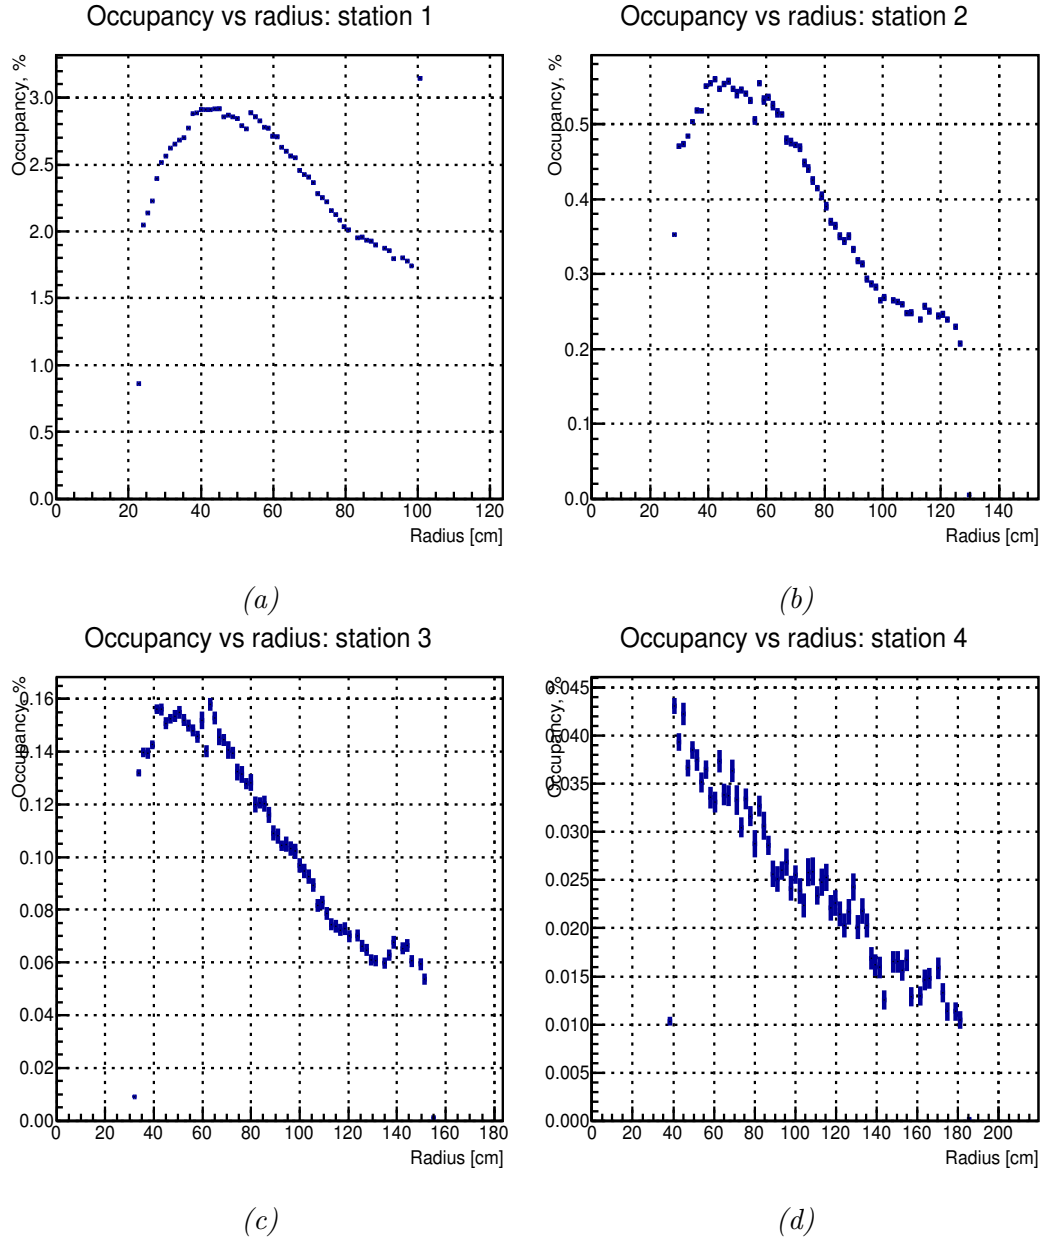 Occupancy vs radius: station 1
Occupancy, %
3.0
2.5
2.0
1.5
1.0
0.5
0.0
0 20 40 60 80 100 120
Radius [cm]
(a)
Occupancy vs radius: station 2
Occupancy, %
0.5
0.4
0.3
0.2
0.1
0.0
0 20 40 60 80 100 120 140
Radius [cm]
(b)
Occupancy vs radius: station 3
Occupancy, %
0.16
0.14
0.12
0.10
0.08
0.06
0.04
0.02
0.00
0 20 40 60 80 100 120 140 160 180
Radius [cm]
(c)
Occupancy vs radius: station 4
Occupancy, %
0.045
0.040
0.035
0.030
0.025
0.020
0.015
0.010
0.005
0.000
0 20 40 60 80 100 120 140 160 180 200
Radius [cm]
(d)